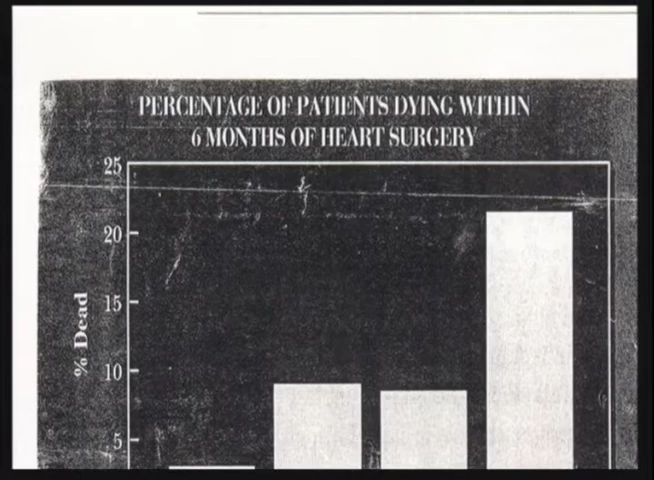 PERCENTAGE OF PATIENTS DYING WITHIN
6 MONTHS OF HEART SURGERY
25
20
15
10
5
% Dead